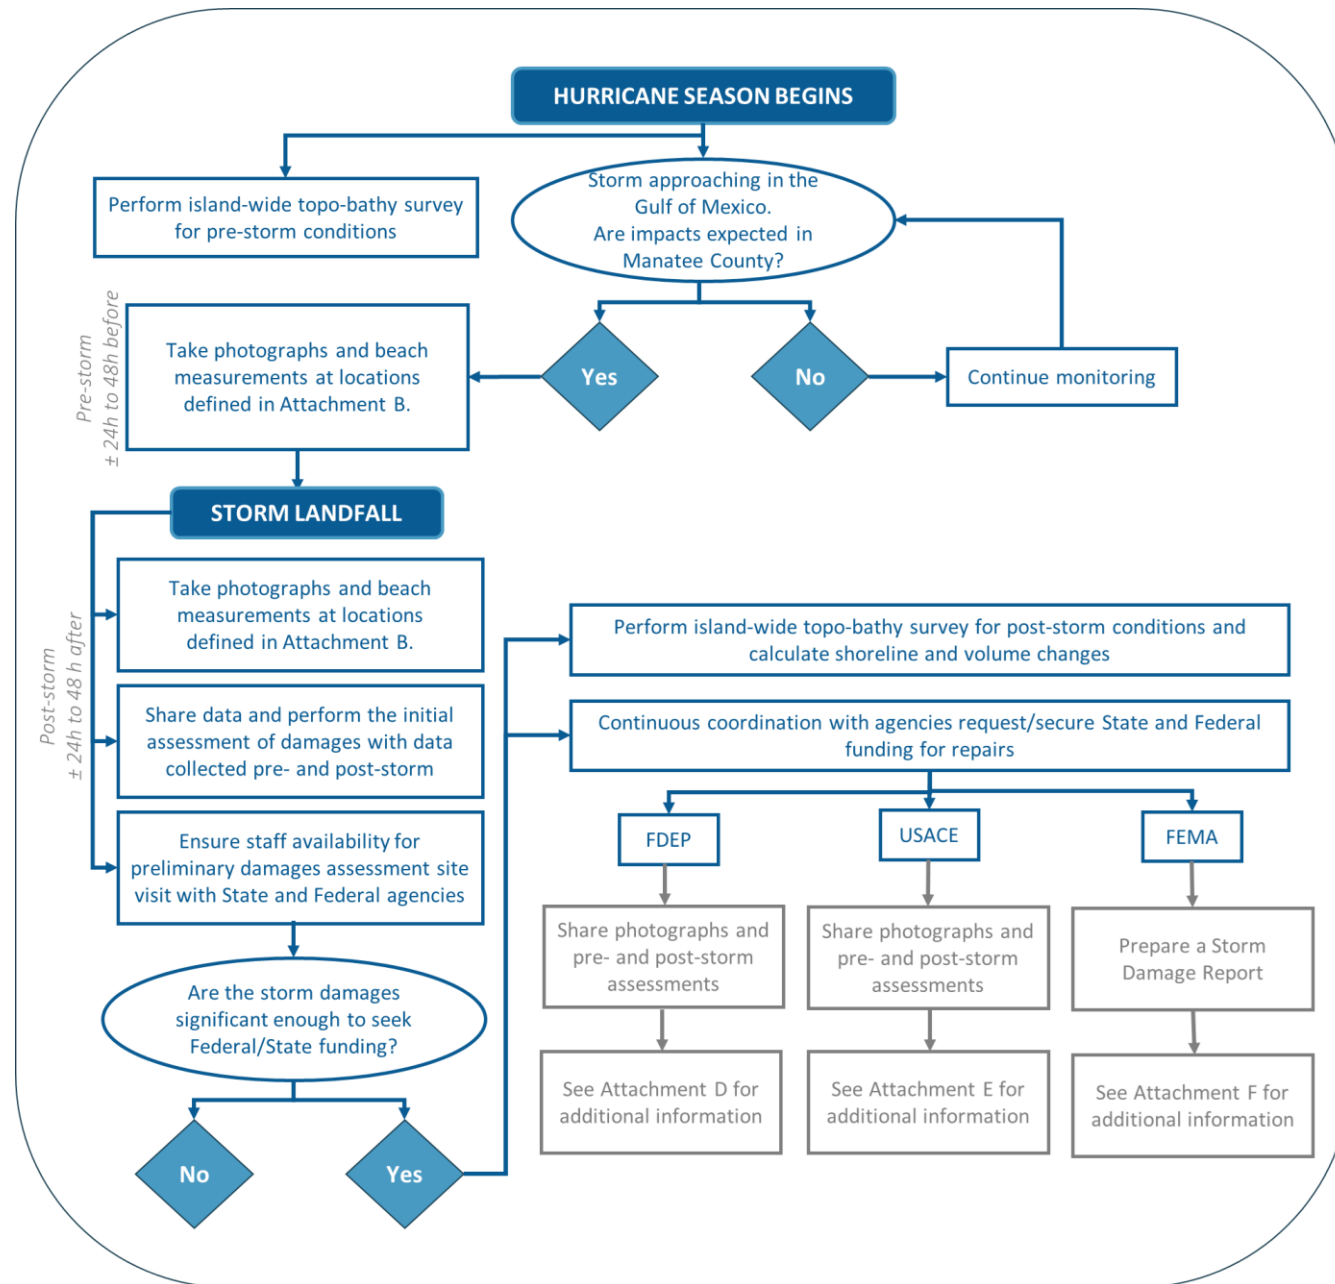 HURRICANE SEASON BEGINS
Perform island-wide topo-bathy survey
for pre-storm conditions
Storm approaching in the
Gulf of Mexico.
Are impacts expected in
Manatee County?
Pre-storm
± 24h to 48h before
Take photographs and beach
measurements at locations
defined in Attachment B.
Yes
No
Continue monitoring
STORM LANDFALL
Post-storm
± 24h to 48 h after
Take photographs and beach
measurements at locations
defined in Attachment B.
Share data and perform the initial
assessment of damages with data
collected pre- and post-storm
Ensure staff availability for
preliminary damages assessment site
visit with State and Federal agencies
Are the storm damages
significant enough to seek
Federal/State funding?
No
Yes
Perform island-wide topo-bathy survey for post-storm conditions and
calculate shoreline and volume changes
Continuous coordination with agencies request/secure State and Federal
funding for repairs
FDEP
USACE
FEMA
Share photographs and
pre- and post-storm
assessments
Share photographs and
pre- and post-storm
assessments
Prepare a Storm
Damage Report
See Attachment D for
additional information
See Attachment E for
additional information
See Attachment F for
additional information